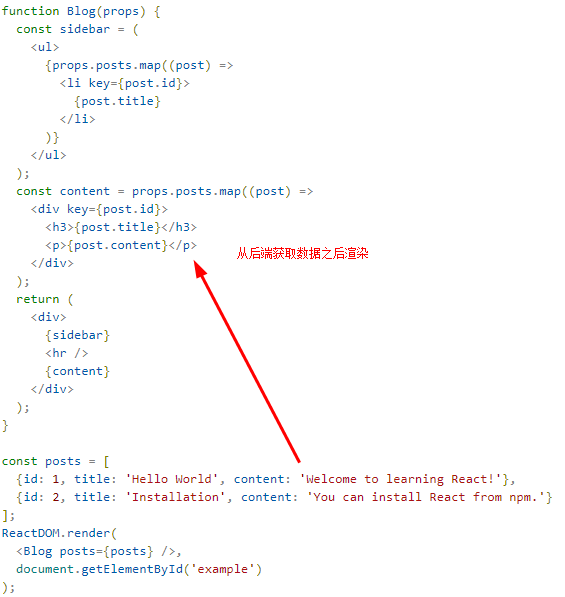 function Blog(props) {
  const sidebar = (
    <ul>
      {props.posts.map((post) =>
        <li key={post.id}>
          {post.title}
        </li>
      )}
    </ul>
  );
  const content = props.posts.map((post) =>
    <div key={post.id}>
      <h3>{post.title}</h3>
      <p>{post.content}</p>
从后端获取数据之后渲染
    </div>
  );
  return (
    <div>
      {sidebar}
      <hr />
      {content}
    </div>
  );
}

const posts = [
  {id: 1, title: 'Hello World', content: 'Welcome to learning React!'},
  {id: 2, title: 'Installation', content: 'You can install React from npm.'}
];
ReactDOM.render(
  <Blog posts={posts} />,
  document.getElementById('example')
);